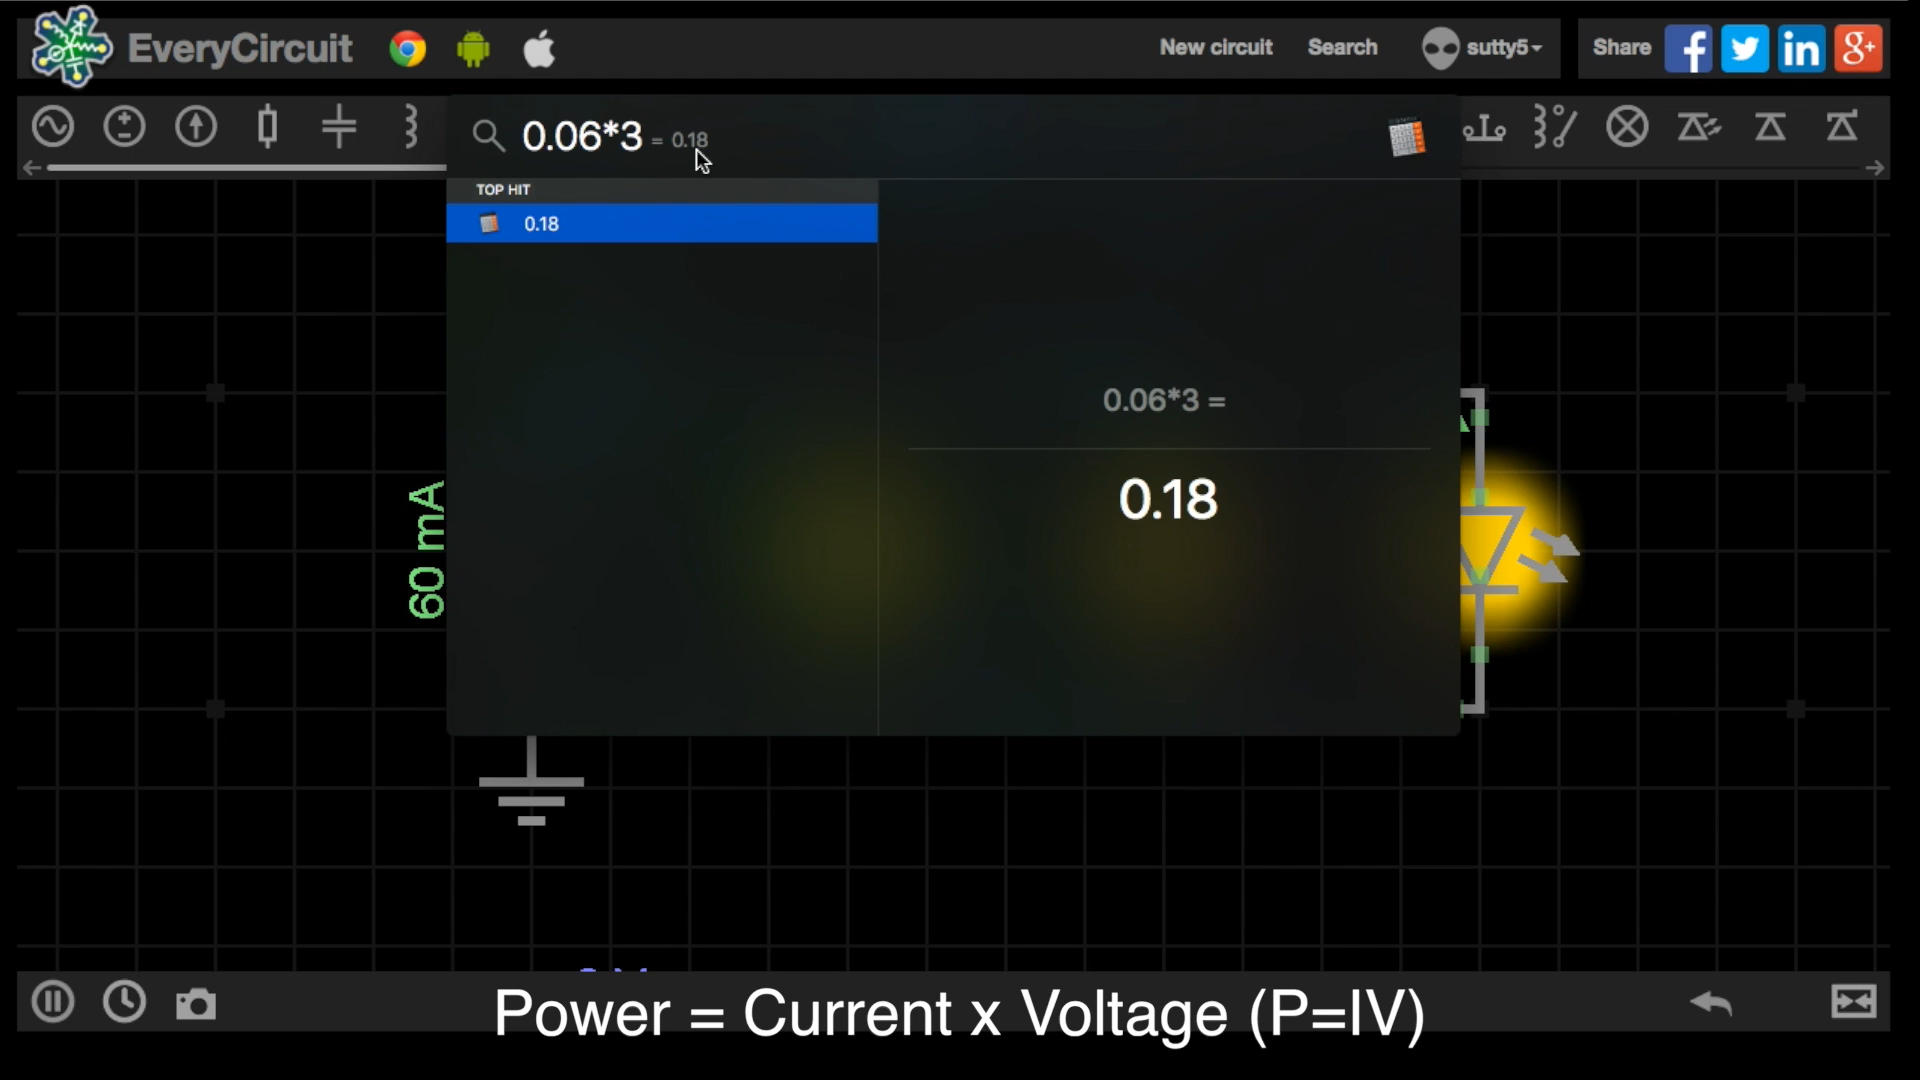 EveryCircuit
New circuit
Search
sutty5
Share
0.06*3 = 0.18
TOP HIT
0.18
0.06*3 =
0.18
60 mA
Power = Current x Voltage (P=IV)